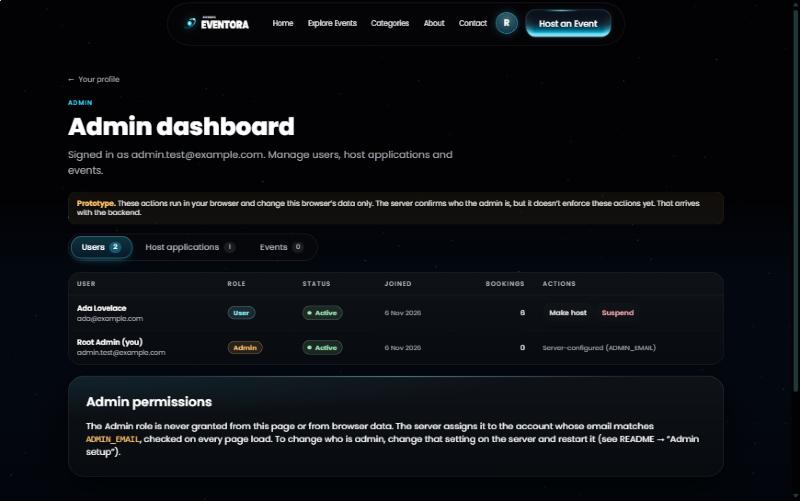 EVENTORA
Home Explore Events Categories About Contact R Host an Event
← Your profile
ADMIN
Admin dashboard
Signed in as admin.test@example.com. Manage users, host applications and
events.
Prototype. These actions run in your browser and change this browser's data only. The server confirms who the admin is, but it doesn't enforce these actions yet. That arrives
with the backend.
Users 2 Host applications 1 Events 0
USER ROLE STATUS JOINED BOOKINGS ACTIONS
Ada Lovelace
ada@example.com
User Active 6 Nov 2026 6 Make host Suspend
Root Admin (you)
admin.test@example.com
Admin Active 6 Nov 2026 0 Server-configured (ADMIN_EMAIL)
Admin permissions
The Admin role is never granted from this page or from browser data. The server assigns it to the account whose email matches
ADMIN_EMAIL, checked on every page load. To change who is admin, change that setting on the server and restart it (see README → "Admin
setup").